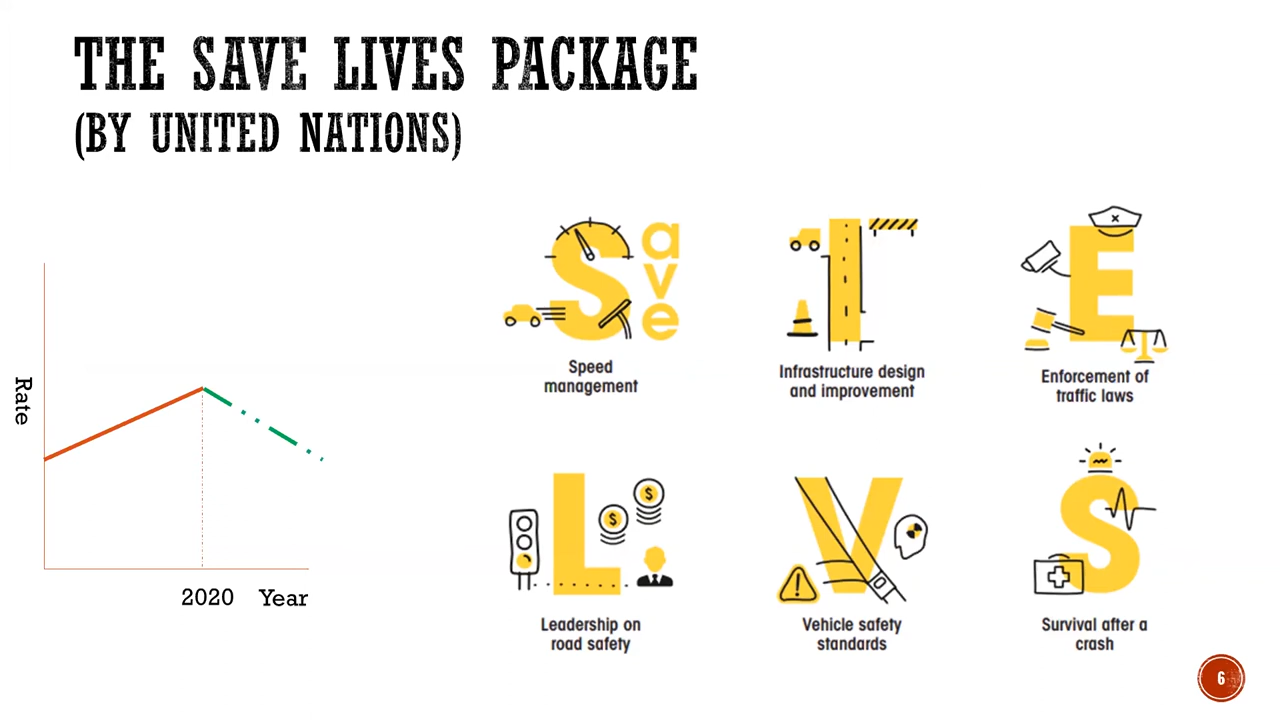 THE SAVE LIVES PACKAGE
(BY UNITED NATIONS)
Rate
2020 Year
S
a
v
e
Speed
management
I
Infrastructure design
and improvement
E
Enforcement of
traffic laws
L
$
$
Leadership on
road safety
V
!
Vehicle safety
standards
S
Survival after a
crash
6